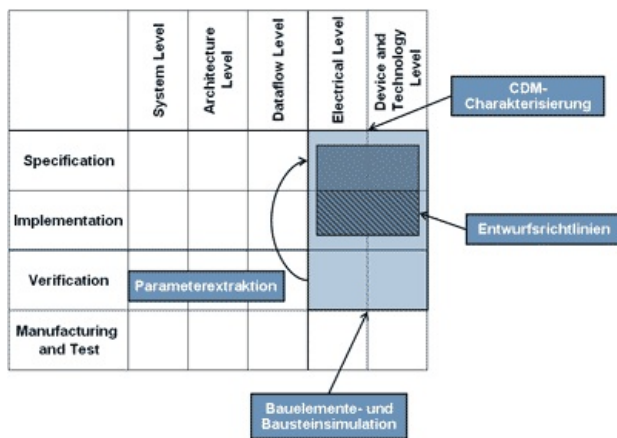 System Level
Architecture
Level
Dataflow Level
Electrical Level
Device and
Technology
Level
CDM-
Charakterisierung
Specification
Implementation
Entwurfsrichtlinien
Verification
Parameterextraktion
Manufacturing
and Test
Bauelemente- und
Bausteinsimulation